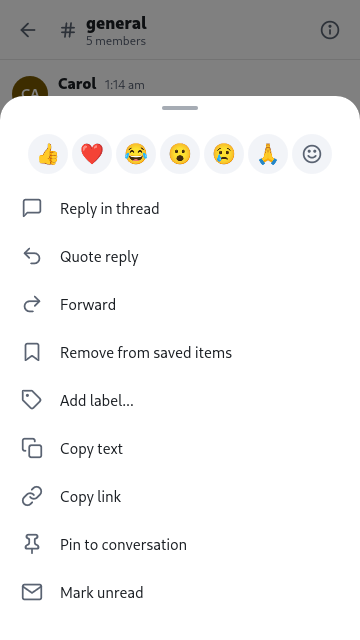 # general
5 members
CA
Carol 1:14 am
Reply in thread
Quote reply
Forward
Remove from saved items
Add label...
Copy text
Copy link
Pin to conversation
Mark unread